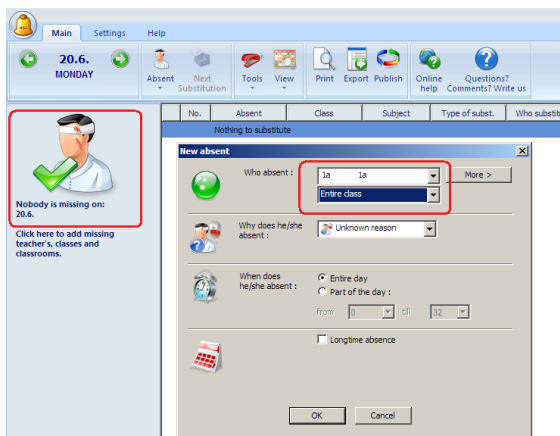 Main Settings Help
20.6.
MONDAY
Absent Next Substitution Tools View Print Export Publish Online help Questions? Comments? Write us
No. Absent Class Subject Type of subst. Who substit
Nothing to substitute
Nobody is missing on:
20.6.
Click here to add missing
teacher's, classes and
classrooms.
New absent
Who absent : 1a 1a More >
Entire class
Why does he/she
absent : Unknown reason
When does
he/she absent : Entire day
Part of the day :
from 0 till 32
Longtime absence
OK Cancel